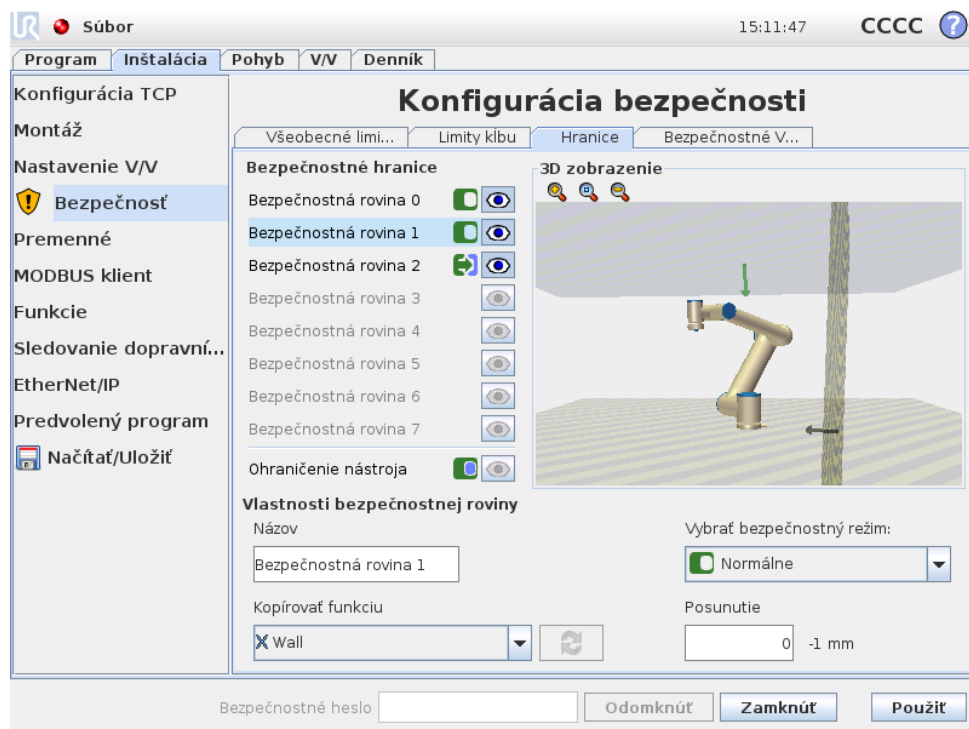 UR Súbor 15:11:47 CCCC ?
Program Inštalácia Pohyb V/V Denník
Konfigurácia TCP
Montáž
Nastavenie V/V
Bezpečnosť
Premenné
MODBUS klient
Funkcie
Sledovanie dopravní...
EtherNet/IP
Predvolený program
Načítať/Uložiť
Konfigurácia bezpečnosti
Všeobecné limi... Limity kĺbu Hranice Bezpečnostné V...
Bezpečnostné hranice
Bezpečnostná rovina 0
Bezpečnostná rovina 1
Bezpečnostná rovina 2
Bezpečnostná rovina 3
Bezpečnostná rovina 4
Bezpečnostná rovina 5
Bezpečnostná rovina 6
Bezpečnostná rovina 7
Ohraničenie nástroja
3D zobrazenie
Vlastnosti bezpečnostnej roviny
Názov
Bezpečnostná rovina 1
Kopírovať funkciu
Wall
Vybrať bezpečnostný režim:
Normálne
Posunutie
0 -1 mm
Bezpečnostné heslo Odomknúť Zamknúť Použiť